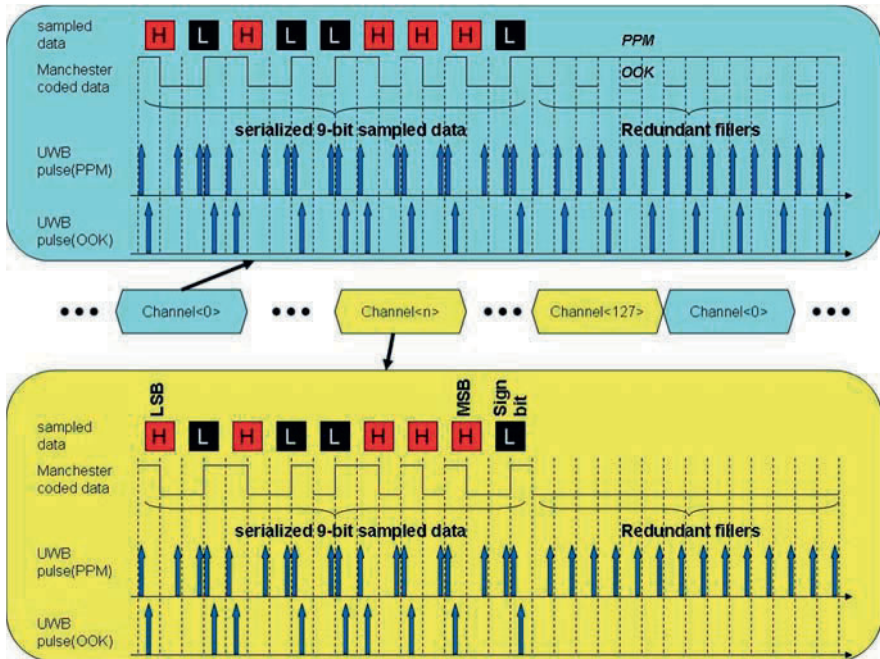 sampled data
H L H L L H H H L
PPM
Manchester coded data
OOK
serialized 9-bit sampled data
Redundant fillers
UWB pulse(PPM)
UWB pulse(OOK)
••• Channel<0> ••• Channel<n> ••• Channel<127> Channel<0> •••
LSB
MSB
Sign bit
sampled data
H L H L L H H H L
Manchester coded data
serialized 9-bit sampled data
Redundant fillers
UWB pulse(PPM)
UWB pulse(OOK)